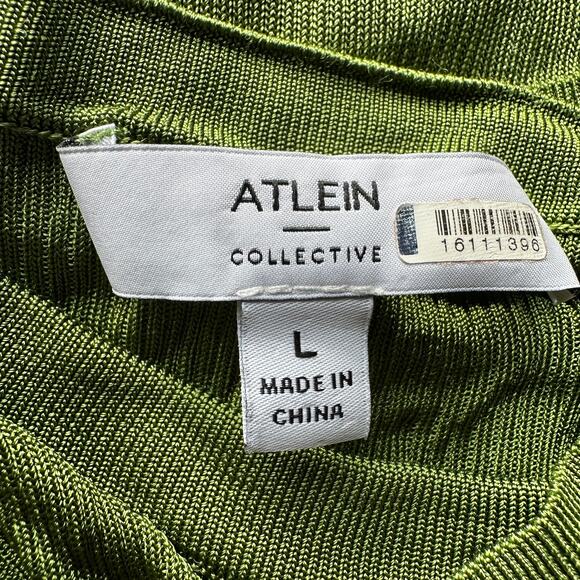 ATLEIN
COLLECTIVE
16111396
L
MADE IN
CHINA